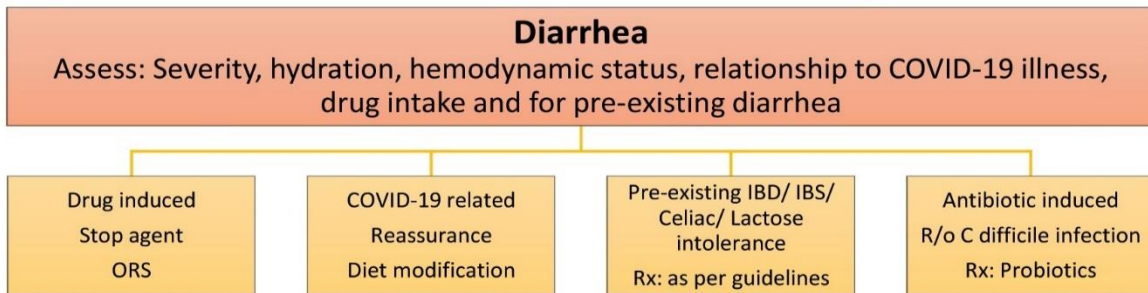 Diarrhea
Assess: Severity, hydration, hemodynamic status, relationship to COVID-19 illness,
drug intake and for pre-existing diarrhea
Drug induced
Stop agent
ORS
COVID-19 related
Reassurance
Diet modification
Pre-existing IBD/ IBS/
Celiac/ Lactose
intolerance
Rx: as per guidelines
Antibiotic induced
R/o C difficile infection
Rx: Probiotics